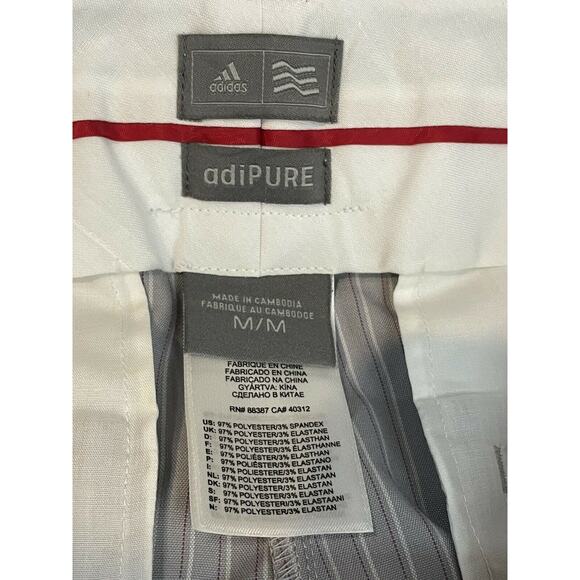 adidas
adiPURE
MADE IN CAMBODIA
FABRIQUE AU CAMBODGE
M/M
FABRIQUE EN CHINE
FABRICADO EN CHINA
FABRICADO NA CHINA
GYÁRTVA: KÍNA
СДЕЛАНО В КИТАЕ
RN# 88387 CA# 40312
US: 97% POLYESTER/3% SPANDEX
UK: 97% POLYESTER/3% ELASTANE
D: 97% POLYESTER/3% ELASTHAN
F: 97% POLYESTER/3% ÉLASTHANNE
E: 97% POLIÉSTER/3% ELASTAN
P: 97% POLIÉSTER/3% ELASTANO
I: 97% POLIESTERE/3% ELASTAN
NL: 97% POLYESTER/3% ELASTAAN
DK: 97% POLYESTER/3% ELASTAN
S: 97% POLYESTER/3% ELASTAN
SF: 97% POLYESTERI/3% ELASTAANI
N: 97% POLYESTER/3% ELASTAN